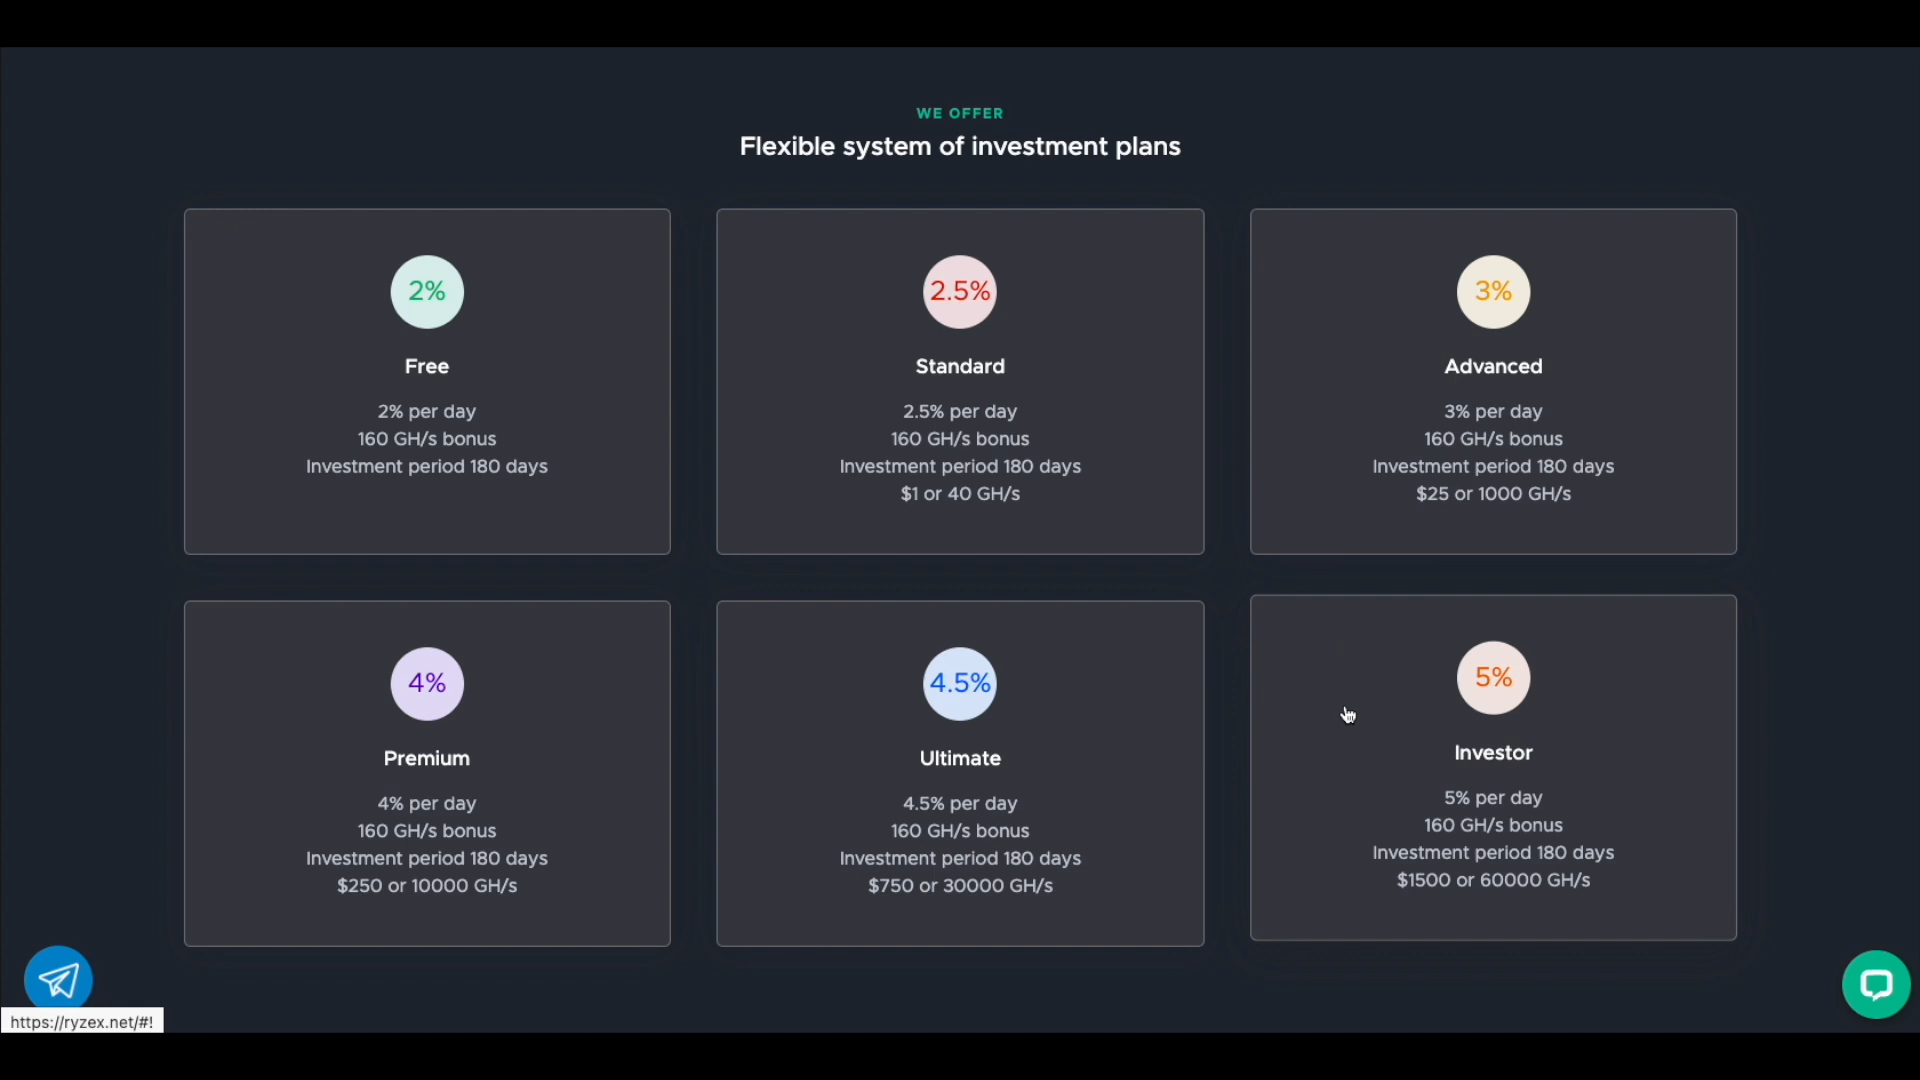 WE OFFER
Flexible system of investment plans
2%
Free
2% per day
160 GH/s bonus
Investment period 180 days
2.5%
Standard
2.5% per day
160 GH/s bonus
Investment period 180 days
$1 or 40 GH/s
3%
Advanced
3% per day
160 GH/s bonus
Investment period 180 days
$25 or 1000 GH/s
4%
Premium
4% per day
160 GH/s bonus
Investment period 180 days
$250 or 10000 GH/s
4.5%
Ultimate
4.5% per day
160 GH/s bonus
Investment period 180 days
$750 or 30000 GH/s
5%
Investor
5% per day
160 GH/s bonus
Investment period 180 days
$1500 or 60000 GH/s
https://ryzex.net/#!